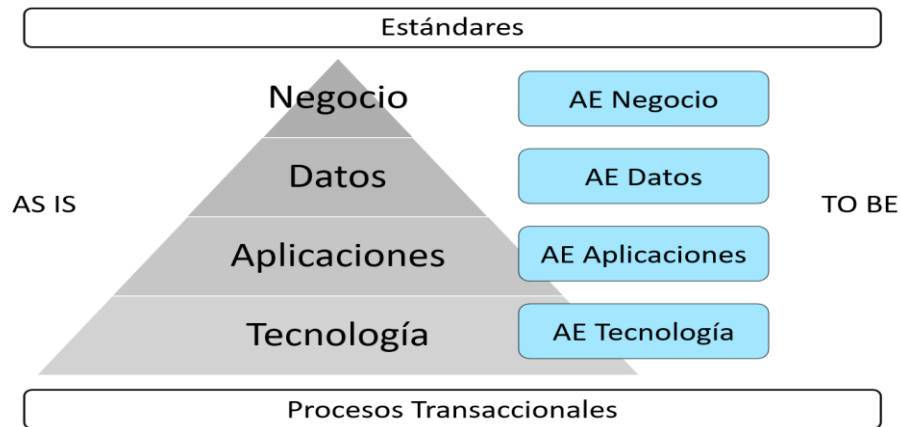 Estándares
Negocio
AE Negocio
Datos
AE Datos
AS IS
TO BE
Aplicaciones
AE Aplicaciones
Tecnología
AE Tecnología
Procesos Transaccionales